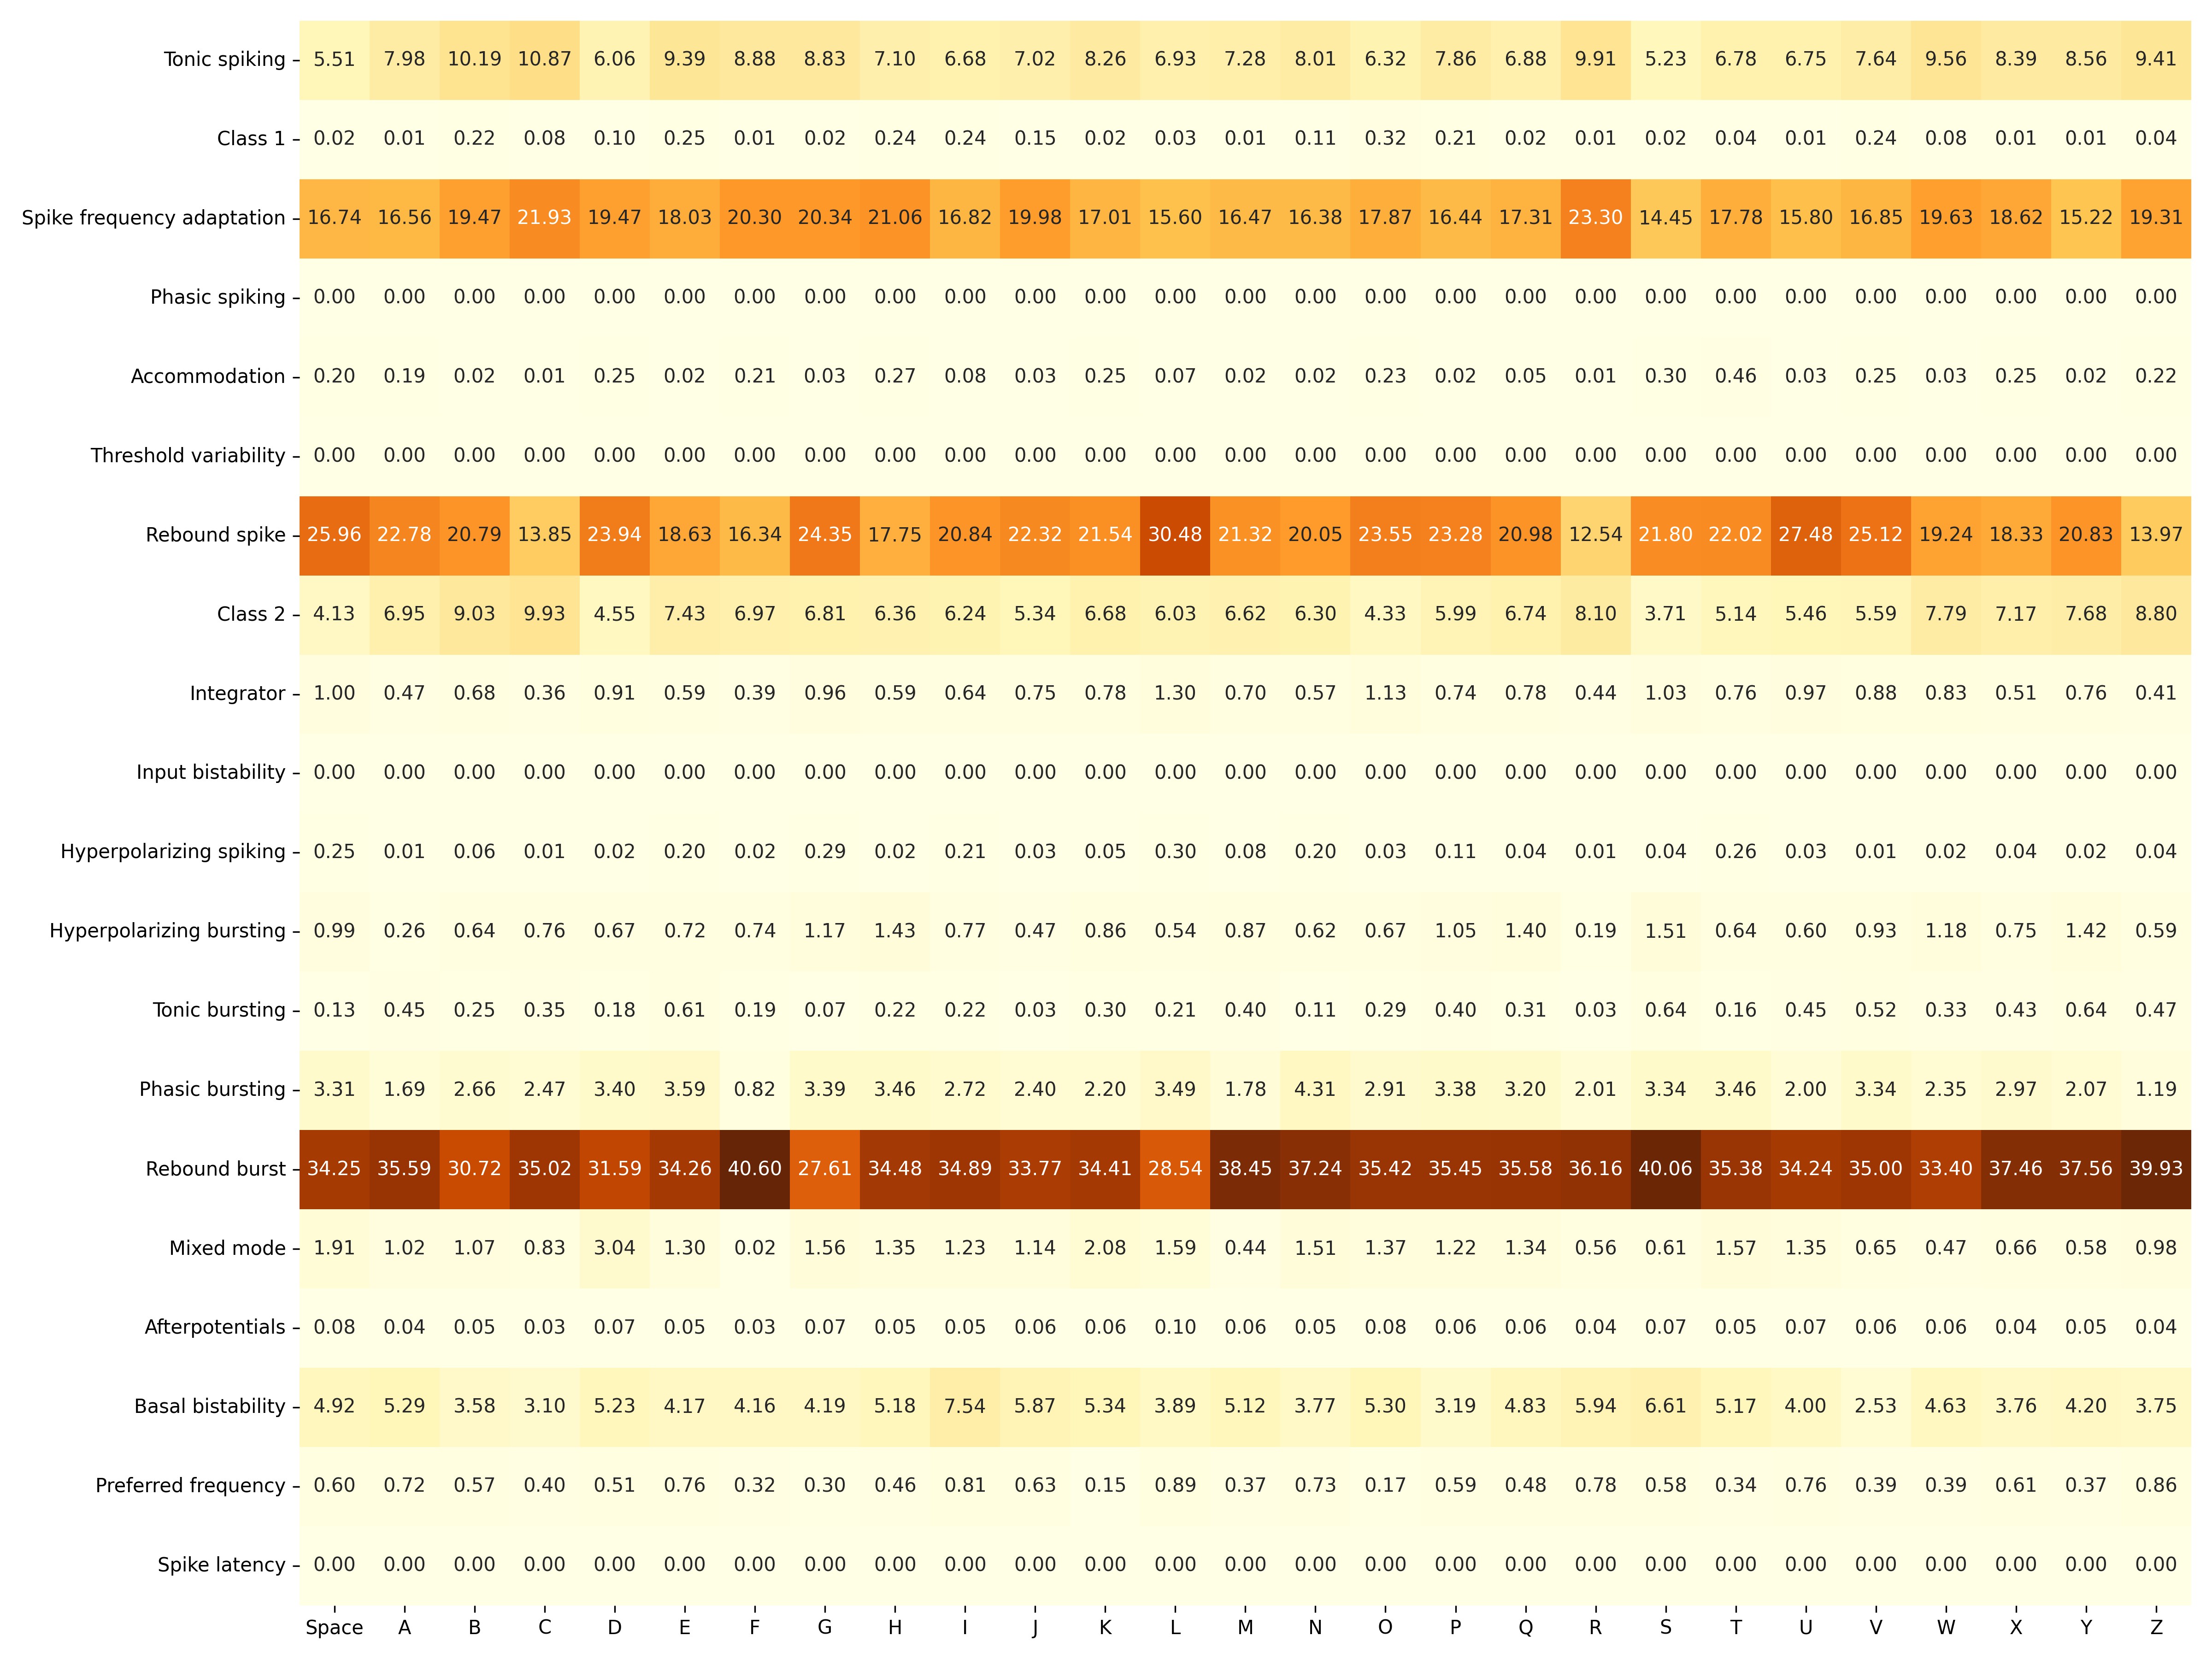 Tonic spiking 5.51 7.98 10.19 10.87 6.06 9.39 8.88 8.83 7.10 6.68 7.02 8.26 6.93 7.28 8.01 6.32 7.86 6.88 9.91 5.23 6.78 6.75 7.64 9.56 8.39 8.56 9.41
Class 1 0.02 0.01 0.22 0.08 0.10 0.25 0.01 0.02 0.24 0.24 0.15 0.02 0.03 0.01 0.11 0.32 0.21 0.02 0.01 0.02 0.04 0.01 0.24 0.08 0.01 0.01 0.04
Spike frequency adaptation 16.74 16.56 19.47 21.93 19.47 18.03 20.30 20.34 21.06 16.82 19.98 17.01 15.60 16.47 16.38 17.87 16.44 17.31 23.30 14.45 17.78 15.80 16.85 19.63 18.62 15.22 19.31
Phasic spiking 0.00 0.00 0.00 0.00 0.00 0.00 0.00 0.00 0.00 0.00 0.00 0.00 0.00 0.00 0.00 0.00 0.00 0.00 0.00 0.00 0.00 0.00 0.00 0.00 0.00 0.00 0.00
Accommodation 0.20 0.19 0.02 0.01 0.25 0.02 0.21 0.03 0.27 0.08 0.03 0.25 0.07 0.02 0.02 0.23 0.02 0.05 0.01 0.30 0.46 0.03 0.25 0.03 0.25 0.02 0.22
Threshold variability 0.00 0.00 0.00 0.00 0.00 0.00 0.00 0.00 0.00 0.00 0.00 0.00 0.00 0.00 0.00 0.00 0.00 0.00 0.00 0.00 0.00 0.00 0.00 0.00 0.00 0.00 0.00
Rebound spike 25.96 22.78 20.79 13.85 23.94 18.63 16.34 24.35 17.75 20.84 22.32 21.54 30.48 21.32 20.05 23.55 23.28 20.98 12.54 21.80 22.02 27.48 25.12 19.24 18.33 20.83 13.97
Class 2 4.13 6.95 9.03 9.93 4.55 7.43 6.97 6.81 6.36 6.24 5.34 6.68 6.03 6.62 6.30 4.33 5.99 6.74 8.10 3.71 5.14 5.46 5.59 7.79 7.17 7.68 8.80
Integrator 1.00 0.47 0.68 0.36 0.91 0.59 0.39 0.96 0.59 0.64 0.75 0.78 1.30 0.70 0.57 1.13 0.74 0.78 0.44 1.03 0.76 0.97 0.88 0.83 0.51 0.76 0.41
Input bistability 0.00 0.00 0.00 0.00 0.00 0.00 0.00 0.00 0.00 0.00 0.00 0.00 0.00 0.00 0.00 0.00 0.00 0.00 0.00 0.00 0.00 0.00 0.00 0.00 0.00 0.00 0.00
Hyperpolarizing spiking 0.25 0.01 0.06 0.01 0.02 0.20 0.02 0.29 0.02 0.21 0.03 0.05 0.30 0.08 0.20 0.03 0.11 0.04 0.01 0.04 0.26 0.03 0.01 0.02 0.04 0.02 0.04
Hyperpolarizing bursting 0.99 0.26 0.64 0.76 0.67 0.72 0.74 1.17 1.43 0.77 0.47 0.86 0.54 0.87 0.62 0.67 1.05 1.40 0.19 1.51 0.64 0.60 0.93 1.18 0.75 1.42 0.59
Tonic bursting 0.13 0.45 0.25 0.35 0.18 0.61 0.19 0.07 0.22 0.22 0.03 0.30 0.21 0.40 0.11 0.29 0.40 0.31 0.03 0.64 0.16 0.45 0.52 0.33 0.43 0.64 0.47
Phasic bursting 3.31 1.69 2.66 2.47 3.40 3.59 0.82 3.39 3.46 2.72 2.40 2.20 3.49 1.78 4.31 2.91 3.38 3.20 2.01 3.34 3.46 2.00 3.34 2.35 2.97 2.07 1.19
Rebound burst 34.25 35.59 30.72 35.02 31.59 34.26 40.60 27.61 34.48 34.89 33.77 34.41 28.54 38.45 37.24 35.42 35.45 35.58 36.16 40.06 35.38 34.24 35.00 33.40 37.46 37.56 39.93
Mixed mode 1.91 1.02 1.07 0.83 3.04 1.30 0.02 1.56 1.35 1.23 1.14 2.08 1.59 0.44 1.51 1.37 1.22 1.34 0.56 0.61 1.57 1.35 0.65 0.47 0.66 0.58 0.98
Afterpotentials 0.08 0.04 0.05 0.03 0.07 0.05 0.03 0.07 0.05 0.05 0.06 0.06 0.10 0.06 0.05 0.08 0.06 0.06 0.04 0.07 0.05 0.07 0.06 0.06 0.04 0.05 0.04
Basal bistability 4.92 5.29 3.58 3.10 5.23 4.17 4.16 4.19 5.18 7.54 5.87 5.34 3.89 5.12 3.77 5.30 3.19 4.83 5.94 6.61 5.17 4.00 2.53 4.63 3.76 4.20 3.75
Preferred frequency 0.60 0.72 0.57 0.40 0.51 0.76 0.32 0.30 0.46 0.81 0.63 0.15 0.89 0.37 0.73 0.17 0.59 0.48 0.78 0.58 0.34 0.76 0.39 0.39 0.61 0.37 0.86
Spike latency 0.00 0.00 0.00 0.00 0.00 0.00 0.00 0.00 0.00 0.00 0.00 0.00 0.00 0.00 0.00 0.00 0.00 0.00 0.00 0.00 0.00 0.00 0.00 0.00 0.00 0.00 0.00
Space A B C D E F G H I J K L M N O P Q R S T U V W X Y Z